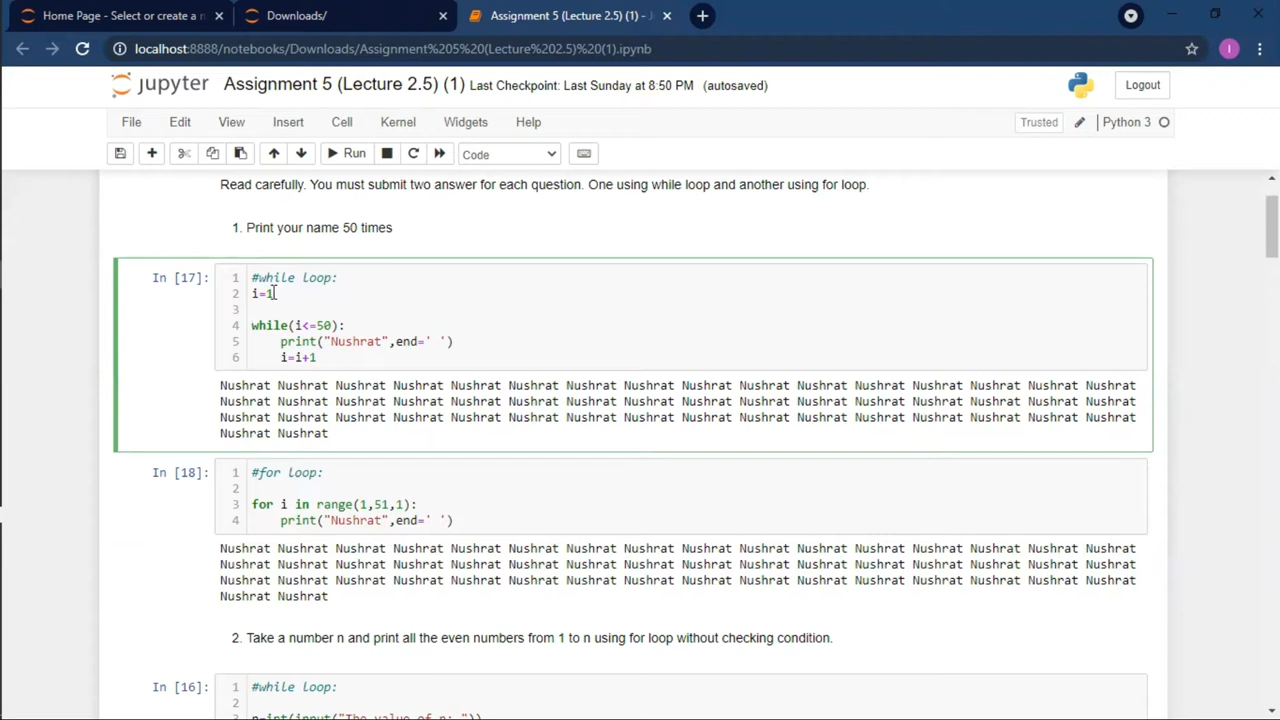 Home Page - Select or create a n
Downloads/
Assignment 5 (Lecture 2.5) (1) - J
localhost:8888/notebooks/Downloads/Assignment%205%20(Lecture%202.5)%20(1).ipynb
I
jupyter Assignment 5 (Lecture 2.5) (1) Last Checkpoint: Last Sunday at 8:50 PM (autosaved)
Logout
File Edit View Insert Cell Kernel Widgets Help
Trusted
Python 3
Run
Code
Read carefully. You must submit two answer for each question. One using while loop and another using for loop.
1. Print your name 50 times
In [17]:
1 #while loop:
2 i=1
3
4 while(i<=50):
5 print("Nushrat",end=' ')
6 i=i+1
Nushrat Nushrat Nushrat Nushrat Nushrat Nushrat Nushrat Nushrat Nushrat Nushrat Nushrat Nushrat Nushrat Nushrat Nushrat Nushrat
Nushrat Nushrat Nushrat Nushrat Nushrat Nushrat Nushrat Nushrat Nushrat Nushrat Nushrat Nushrat Nushrat Nushrat Nushrat Nushrat
Nushrat Nushrat Nushrat Nushrat Nushrat Nushrat Nushrat Nushrat Nushrat Nushrat Nushrat Nushrat Nushrat Nushrat Nushrat Nushrat
Nushrat Nushrat
In [18]:
1 #for loop:
2
3 for i in range(1,51,1):
4 print("Nushrat",end=' ')
Nushrat Nushrat Nushrat Nushrat Nushrat Nushrat Nushrat Nushrat Nushrat Nushrat Nushrat Nushrat Nushrat Nushrat Nushrat Nushrat
Nushrat Nushrat Nushrat Nushrat Nushrat Nushrat Nushrat Nushrat Nushrat Nushrat Nushrat Nushrat Nushrat Nushrat Nushrat Nushrat
Nushrat Nushrat Nushrat Nushrat Nushrat Nushrat Nushrat Nushrat Nushrat Nushrat Nushrat Nushrat Nushrat Nushrat Nushrat Nushrat
Nushrat Nushrat
2. Take a number n and print all the even numbers from 1 to n using for loop without checking condition.
In [16]:
1 #while loop:
2
3 n=int(input("The value of n: "))